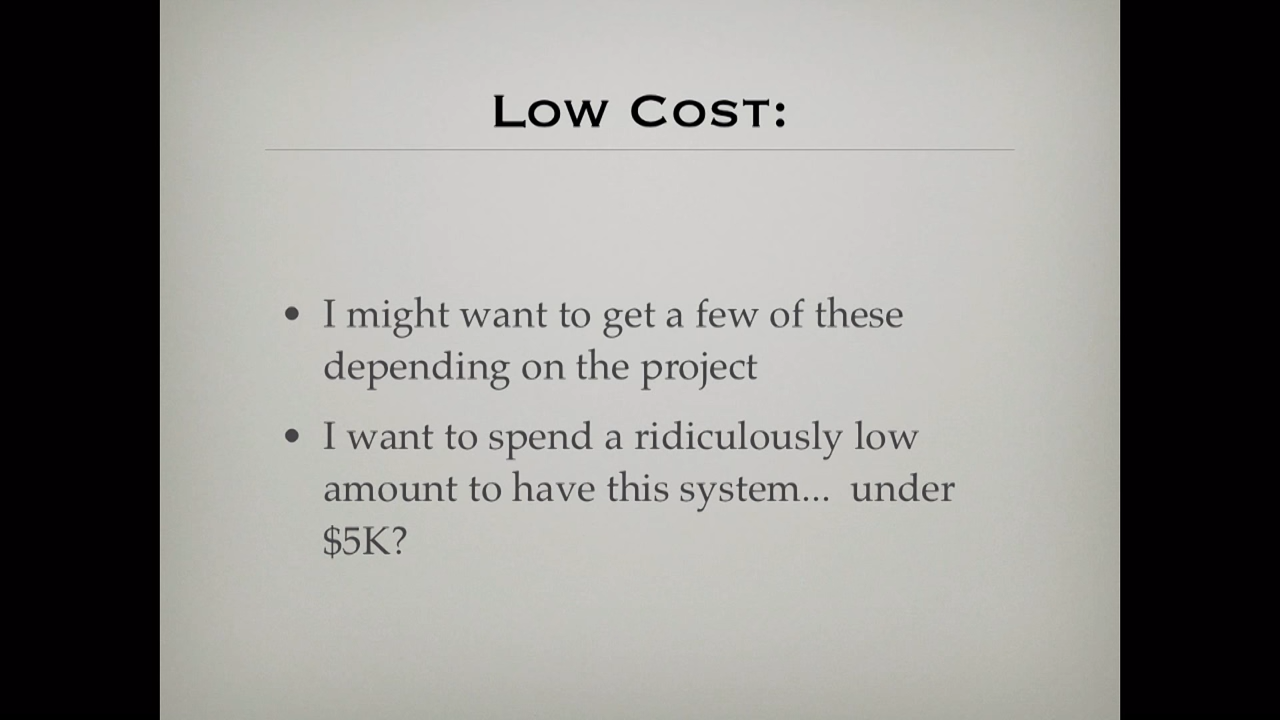 Low Cost:
• I might want to get a few of these
depending on the project
• I want to spend a ridiculously low
amount to have this system... under
$5K?